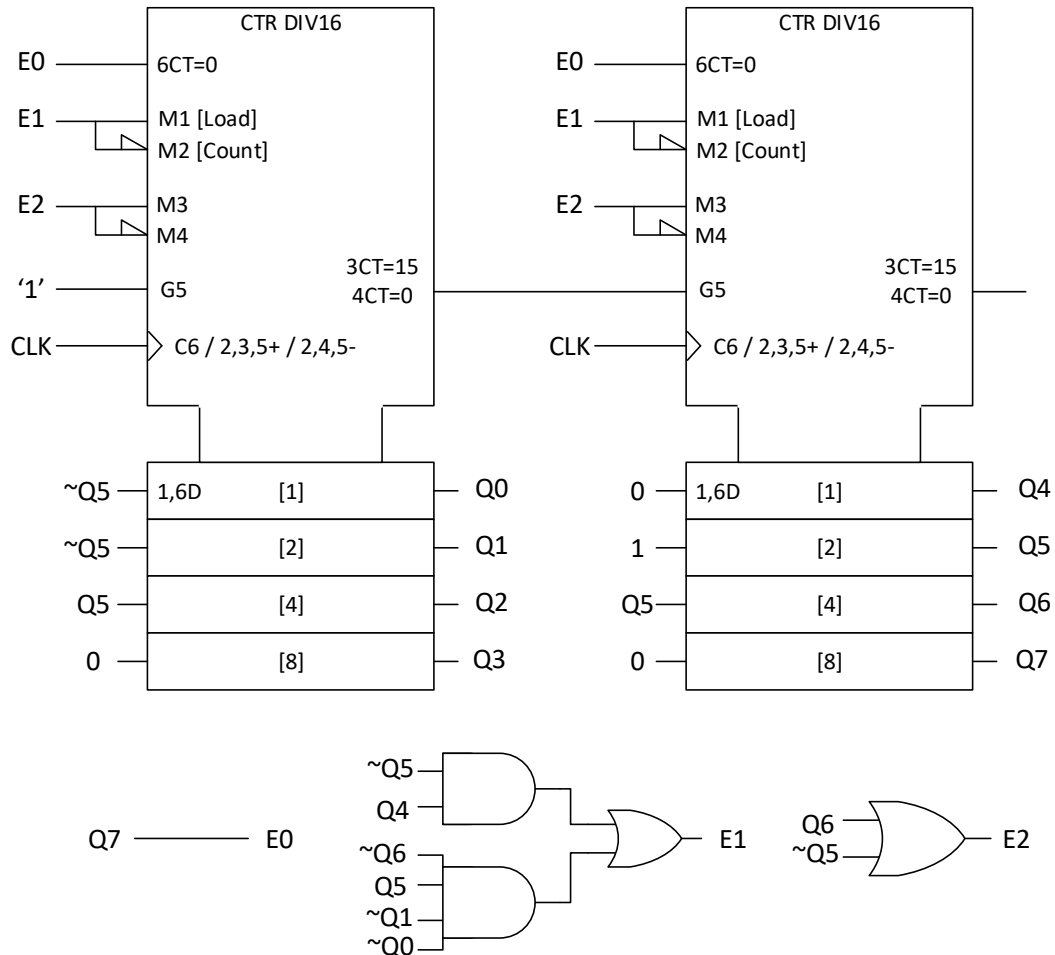 CTR DIV16
E0
6CT=0
E1
M1 [Load]
M2 [Count]
E2
M3
M4
3CT=15
‘1’
G5
4CT=0
CLK
C6 / 2,3,5+ / 2,4,5-
~Q5
1,6D
[1]
Q0
~Q5
[2]
Q1
Q5
[4]
Q2
0
[8]
Q3
CTR DIV16
E0
6CT=0
E1
M1 [Load]
M2 [Count]
E2
M3
M4
3CT=15
G5
4CT=0
CLK
C6 / 2,3,5+ / 2,4,5-
0
1,6D
[1]
Q4
1
[2]
Q5
Q5
[4]
Q6
0
[8]
Q7
Q7
E0
~Q5
Q4
~Q6
Q5
~Q1
~Q0
E1
Q6
~Q5
E2